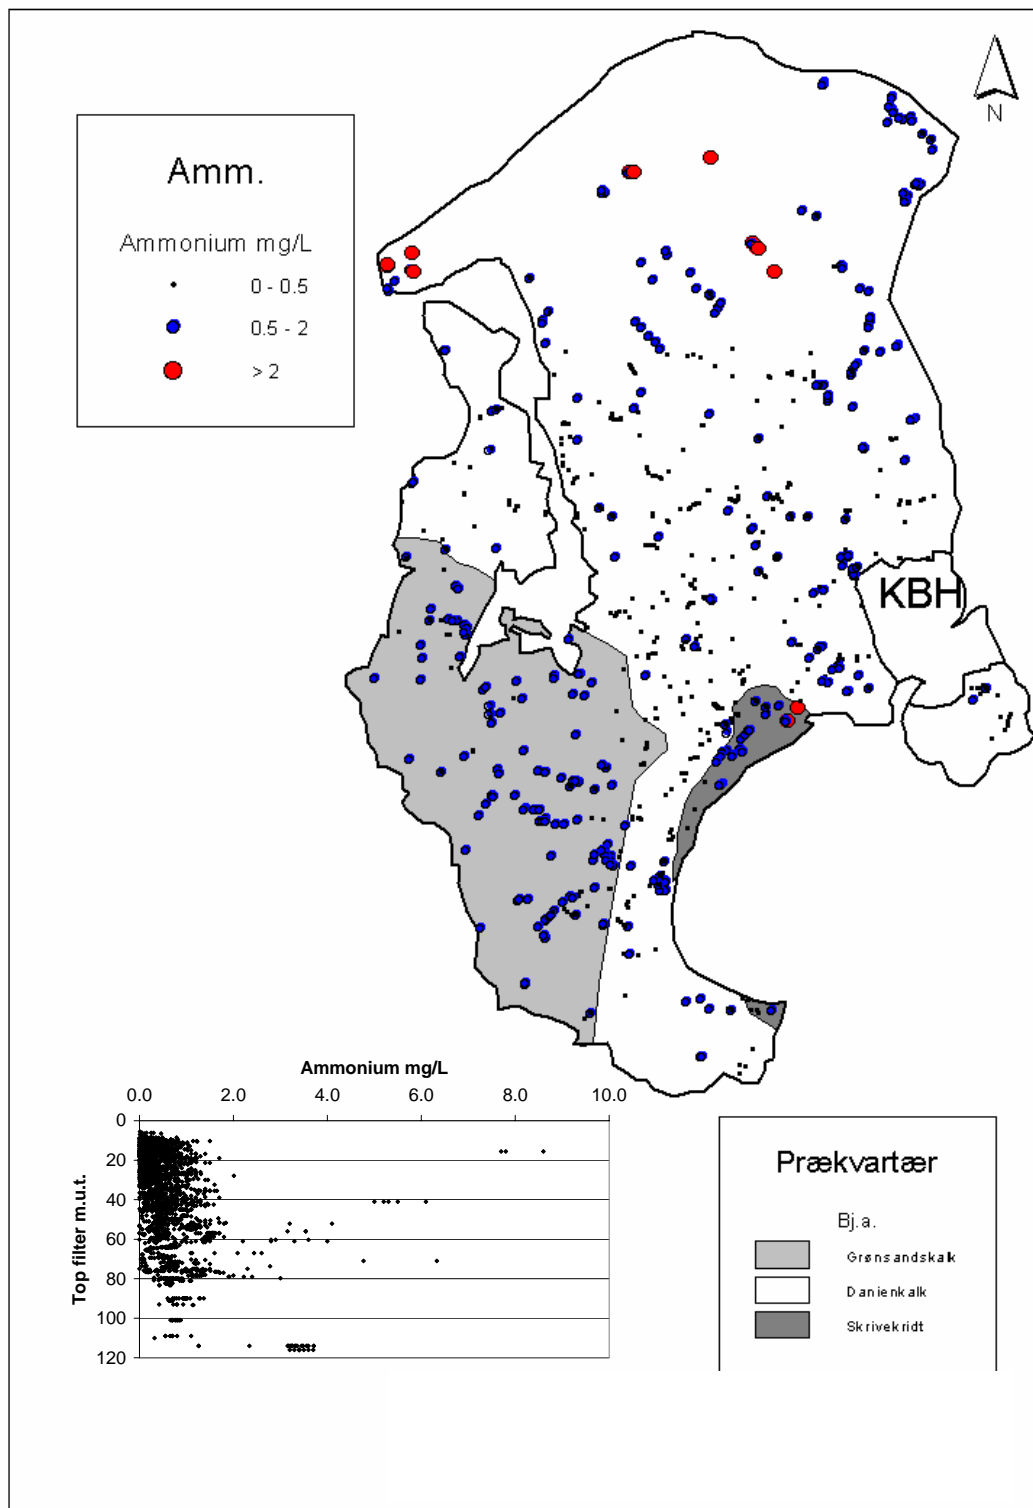 N
Amm.
Ammonium mg/L
0 - 0.5
0.5 - 2
> 2
KBH
Ammonium mg/L
0.0 2.0 4.0 6.0 8.0 10.0
0
20
40
60
80
100
120
Top filter m.u.t.
Prækvartær
Bj.a.
Grønsandskalk
Danienkalk
Skrivekridt